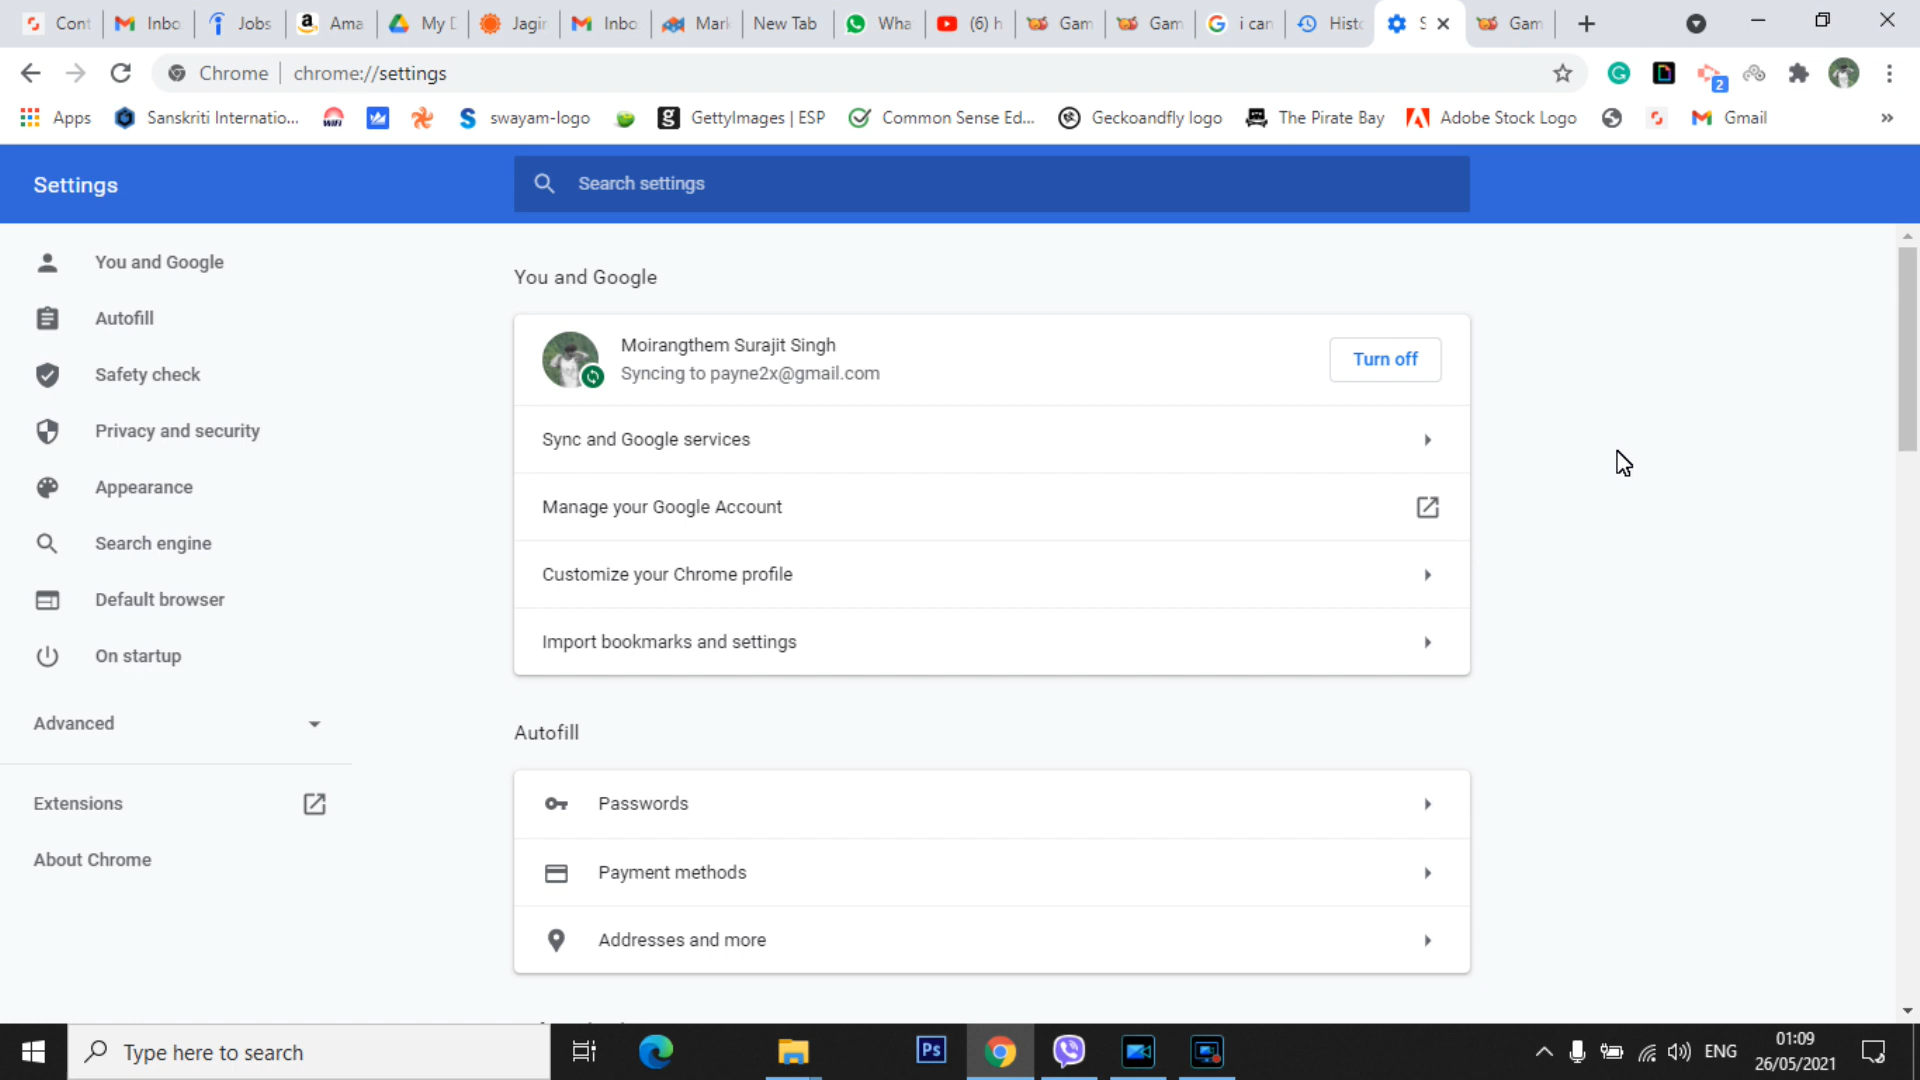 Cont Inbo Jobs Ama My D Jagir Inbo Mark New Tab Wha (6) h Gam Gam i can Histo S Gam
Chrome chrome://settings
2
Apps Sanskriti Internatio... WiFi swayam-logo GettyImages | ESP Common Sense Ed... Geckoandfly logo The Pirate Bay Adobe Stock Logo Gmail »
Settings
Search settings
You and Google
Autofill
Safety check
Privacy and security
Appearance
Search engine
Default browser
On startup
Advanced
Extensions
About Chrome
You and Google
Moirangthem Surajit Singh
Syncing to payne2x@gmail.com
Turn off
Sync and Google services
Manage your Google Account
Customize your Chrome profile
Import bookmarks and settings
Autofill
Passwords
Payment methods
Addresses and more
Type here to search
Ps
ENG
01:09
26/05/2021